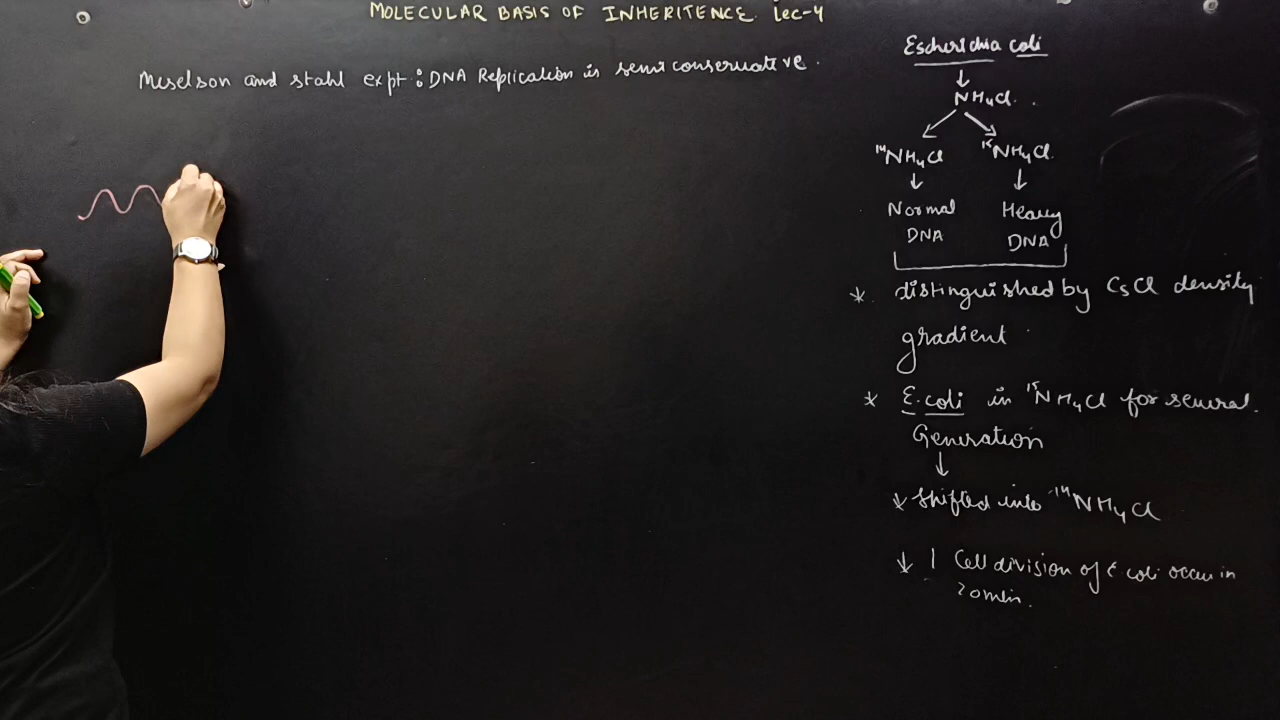 MOLECULAR BASIS OF INHERITENCE lec-4
Meselson and stahl expt: DNA Replication is semiconservative.
Escherichia coli
↓
NH₄Cl.
¹⁴NH₄Cl ¹⁵NH₄Cl.
↓ ↓
Normal Heavy
DNA DNA
* distinguished by CsCl density
gradient
* E.coli in ¹⁵NH₄Cl for several
Generation
↓
* Shifted into ¹⁴NH₄Cl
* 1 Cell division of E coli occur in
20min.